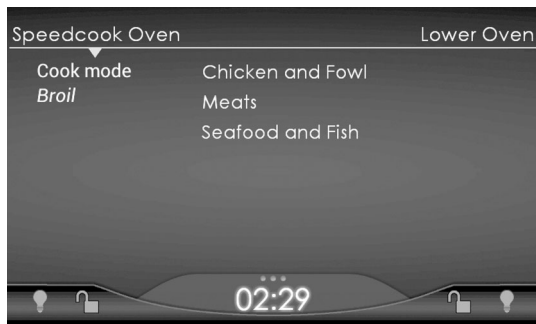 Speedcook Oven
Lower Oven
Cook mode
Broil
Chicken and Fowl
Meats
Seafood and Fish
02:29